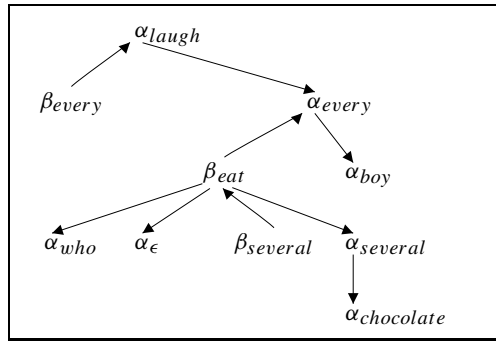 α_laugh
β_every α_every
β_eat α_boy
α_who α_ϵ β_several α_several
α_chocolate